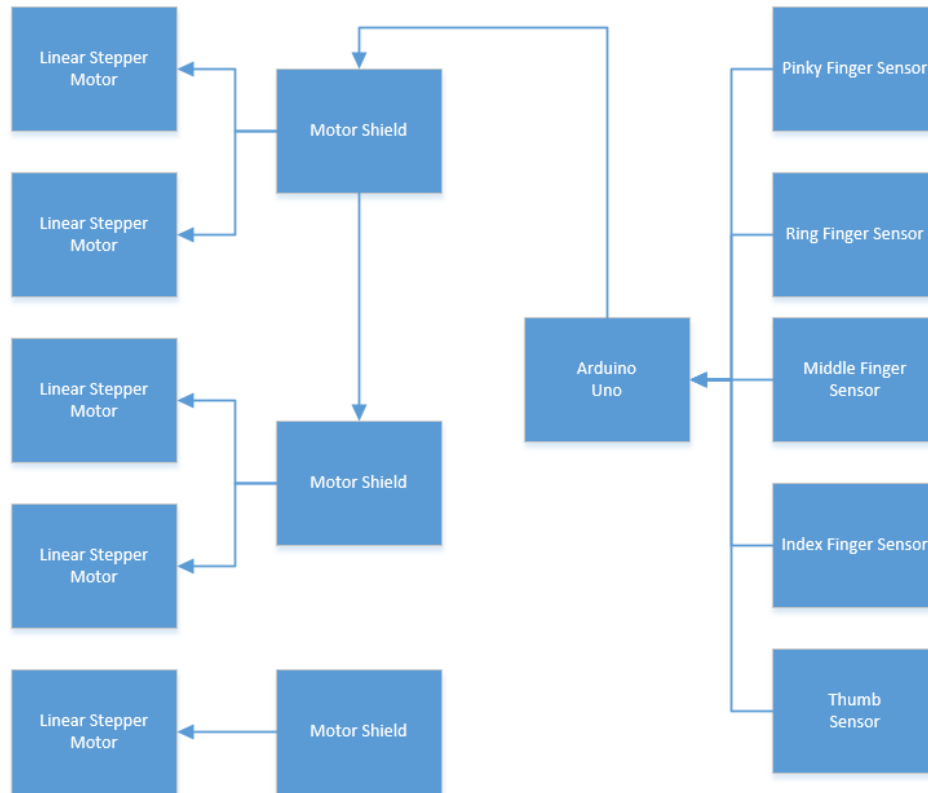 Linear Stepper
Motor
Linear Stepper
Motor
Linear Stepper
Motor
Linear Stepper
Motor
Linear Stepper
Motor
Motor Shield
Motor Shield
Motor Shield
Arduino
Uno
Pinky Finger Sensor
Ring Finger Sensor
Middle Finger
Sensor
Index Finger Sensor
Thumb
Sensor